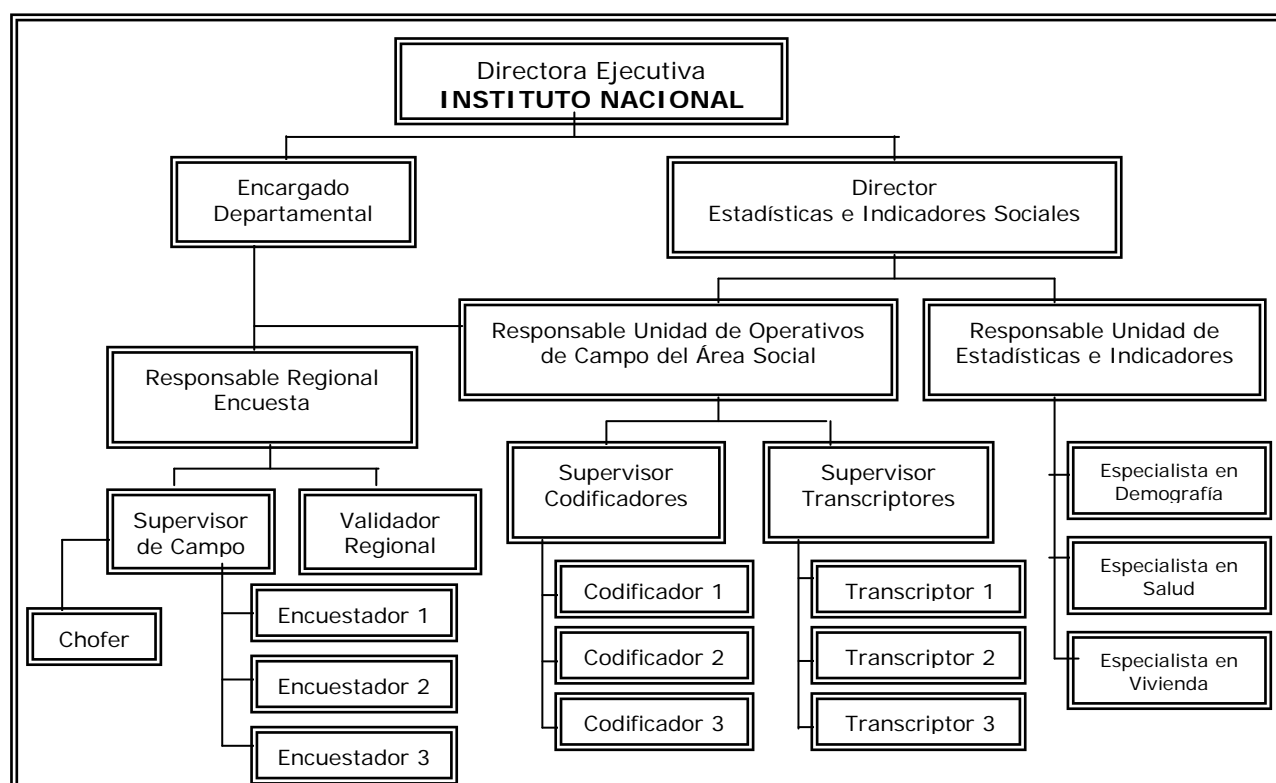 Directora Ejecutiva
INSTITUTO NACIONAL
Encargado
Departamental
Director
Estadísticas e Indicadores Sociales
Responsable Unidad de Operativos
de Campo del Área Social
Responsable Unidad de
Estadísticas e Indicadores
Responsable Regional
Encuesta
Supervisor
Codificadores
Supervisor
Transcriptores
Especialista en
Demografía
Supervisor
de Campo
Validador
Regional
Especialista en
Salud
Chofer
Encuestador 1
Codificador 1
Transcriptor 1
Encuestador 2
Codificador 2
Transcriptor 2
Especialista en
Vivienda
Encuestador 3
Codificador 3
Transcriptor 3